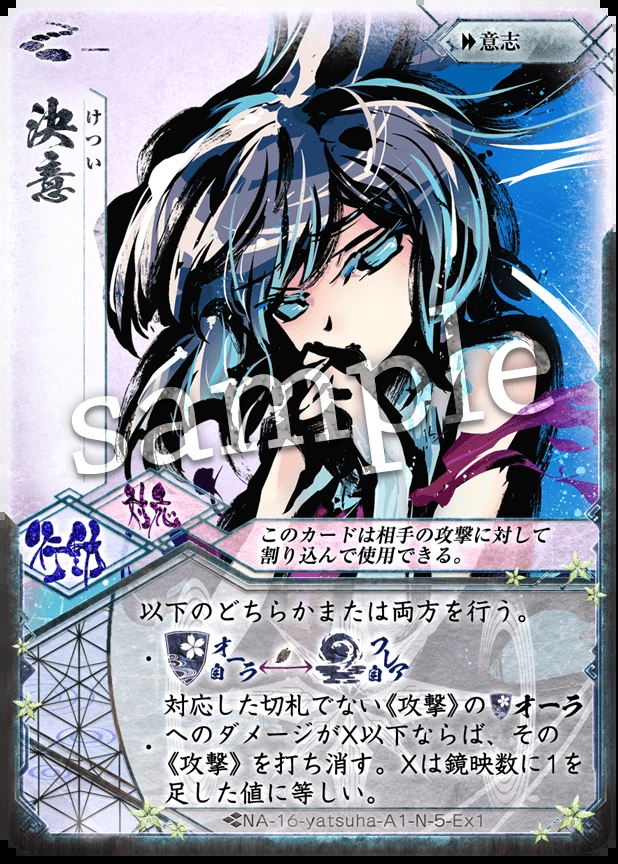 意志
決意
けつい
sample
対応
行動
このカードは相手の攻撃に対して
割り込んで使用できる。
以下のどちらかまたは両方を行う。
・自オーラ ⟷ 自フレア
・対応した切札でない《攻撃》のオーラ
へのダメージがX以下ならば、その
《攻撃》を打ち消す。Xは鏡映数に1を
足した値に等しい。
NA-16-yatsuha-A1-N-5-Ex1